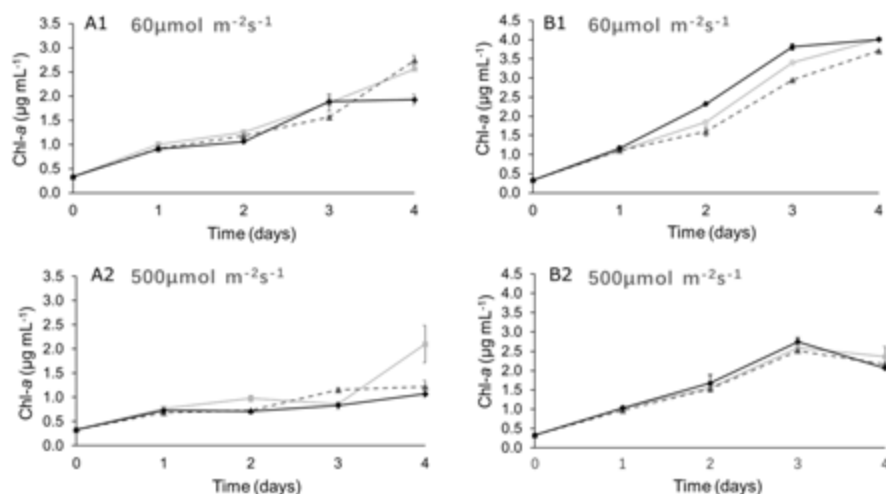 A1 60μmol m⁻²s⁻¹
Chl-a (μg mL⁻¹)
3.5
3.0
2.5
2.0
1.5
1.0
0.5
0.0
0 1 2 3 4
Time (days)
B1 60μmol m⁻²s⁻¹
Chl-a (μg mL⁻¹)
4.5
4.0
3.5
3.0
2.5
2.0
1.5
1.0
0.5
0.0
0 1 2 3 4
Time (days)
A2 500μmol m⁻²s⁻¹
Chl-a (μg mL⁻¹)
3.5
3.0
2.5
2.0
1.5
1.0
0.5
0.0
0 1 2 3 4
Time (days)
B2 500μmol m⁻²s⁻¹
Chl-a (μg mL⁻¹)
4.5
4.0
3.5
3.0
2.5
2.0
1.5
1.0
0.5
0.0
0 1 2 3 4
Time (days)